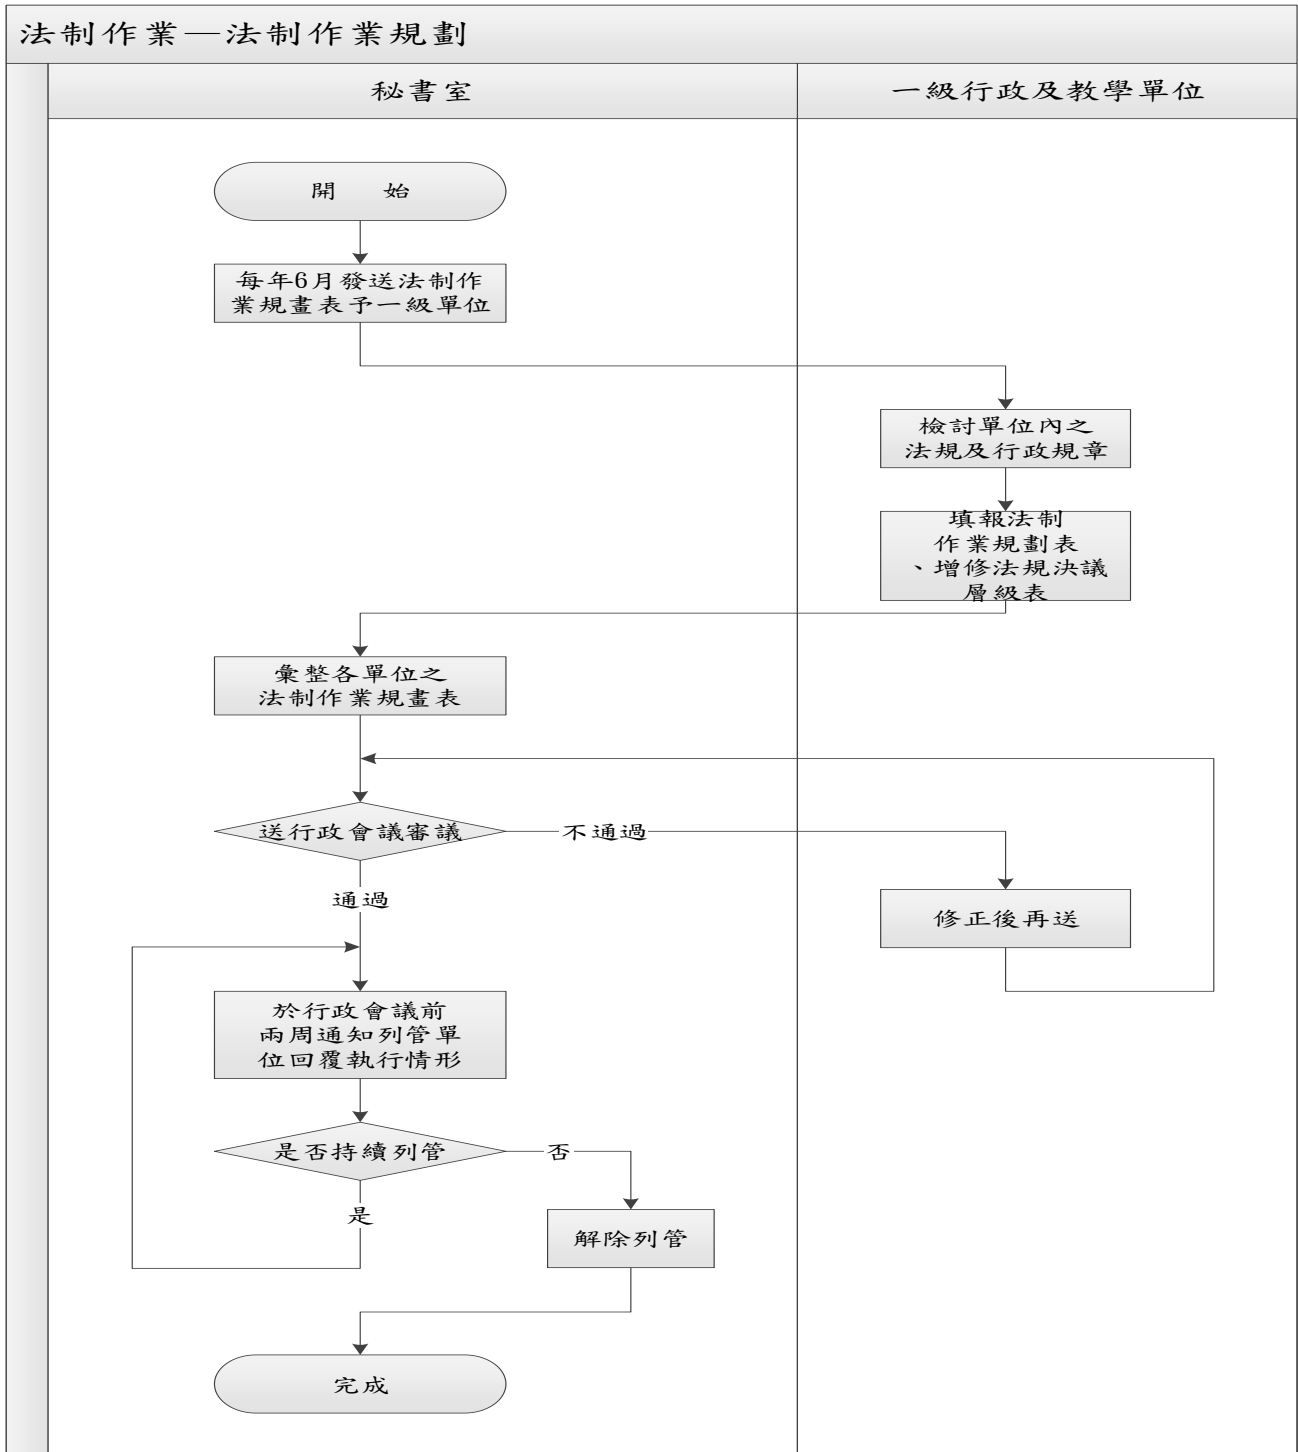 法制作業—法制作業規劃
秘書室
一級行政及教學單位
開 始
每年6月發送法制作
業規畫表予一級單位
檢討單位內之
法規及行政規章
填報法制
作業規劃表
、增修法規決議
層級表
彙整各單位之
法制作業規畫表
送行政會議審議
不通過
通過
修正後再送
於行政會議前
兩周通知列管單
位回覆執行情形
是否持續列管
否
是
解除列管
完成